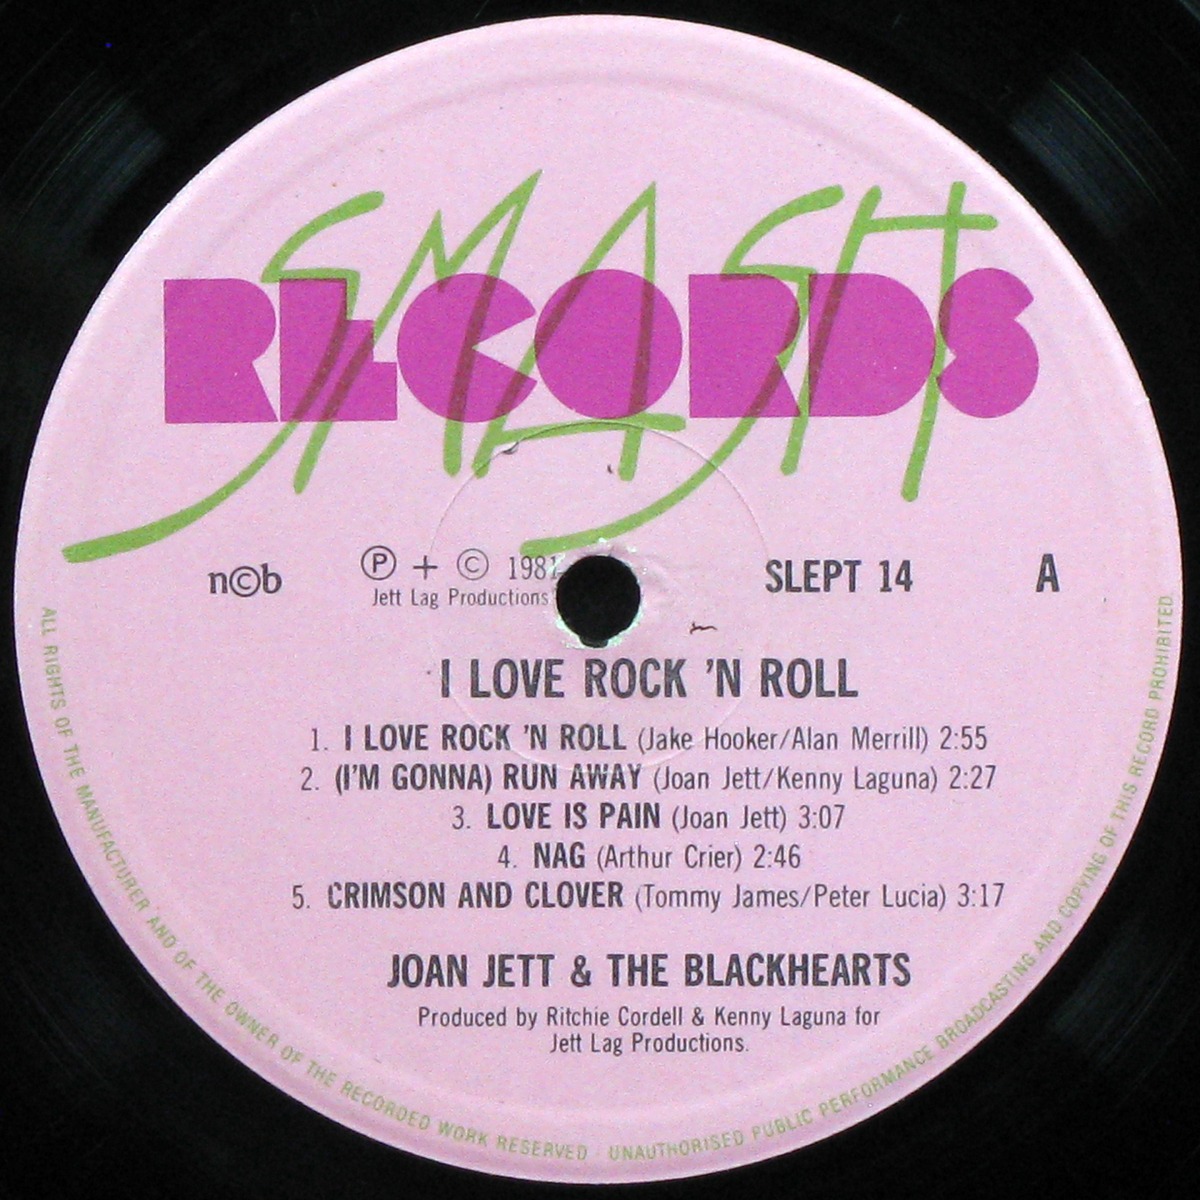 SMASH
RECORDS
n©b
Ⓟ + © 1981
Jett Lag Productions
SLEPT 14
A
I LOVE ROCK 'N ROLL
1. I LOVE ROCK 'N ROLL (Jake Hooker/Alan Merrill) 2:55
2. (I'M GONNA) RUN AWAY (Joan Jett/Kenny Laguna) 2:27
3. LOVE IS PAIN (Joan Jett) 3:07
4. NAG (Arthur Crier) 2:46
5. CRIMSON AND CLOVER (Tommy James/Peter Lucia) 3:17
JOAN JETT & THE BLACKHEARTS
Produced by Ritchie Cordell & Kenny Laguna for
Jett Lag Productions.
ALL RIGHTS OF THE MANUFACTURER AND OF THE OWNER OF THE RECORDED WORK RESERVED · UNAUTHORISED PUBLIC PERFORMANCE BROADCASTING AND COPYING OF THIS RECORD PROHIBITED